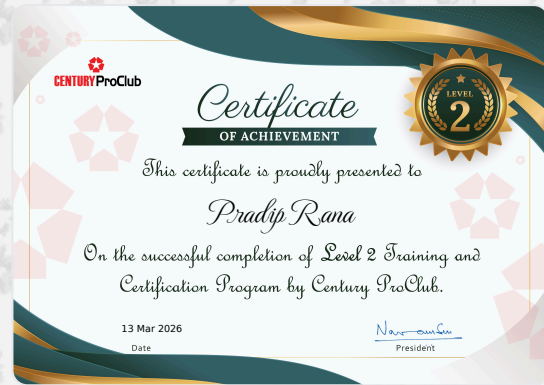 CENTURY ProClub
LEVEL
2
Certificate
OF ACHIEVEMENT
This certificate is proudly presented to
Pradip Rana
On the successful completion of Level 2 Training and
Certification Program by Century ProClub.
13 Mar 2026
Date
President